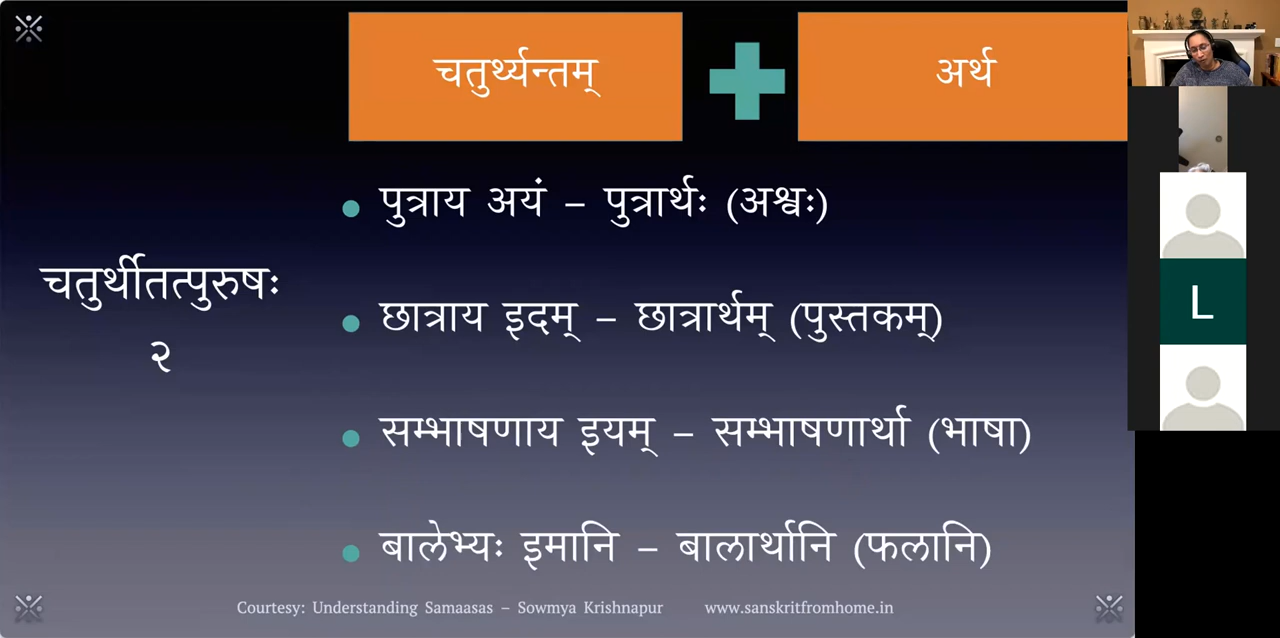 चतुर्थ्यन्तम्
अर्थ
चतुर्थीतत्पुरुषः
२
पुत्राय अयं – पुत्रार्थः (अश्वः)
छात्राय इदम् – छात्रार्थम् (पुस्तकम्)
सम्भाषणाय इयम् – सम्भाषणार्था (भाषा)
बालेभ्यः इमानि – बालार्थानि (फलानि)
Courtesy: Understanding Samaasas – Sowmya Krishnapur www.sanskritfromhome.in
L